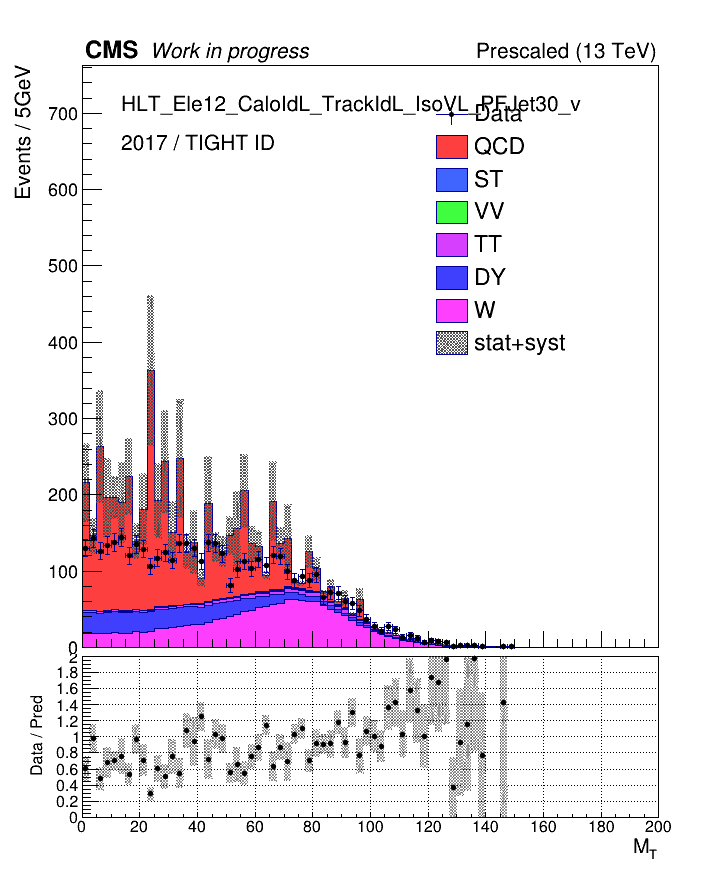 CMS Work in progress Prescaled (13 TeV)
Events / 5GeV
HLT_Ele12_CaloIdL_TrackIdL_IsoVL_PFJet30_v
2017 / TIGHT ID
Data
QCD
ST
VV
TT
DY
W
stat+syst
700
600
500
400
300
200
100
0
Data / Pred
2
1.8
1.6
1.4
1.2
1
0.8
0.6
0.4
0.2
0
0 20 40 60 80 100 120 140 160 180 200
M_T